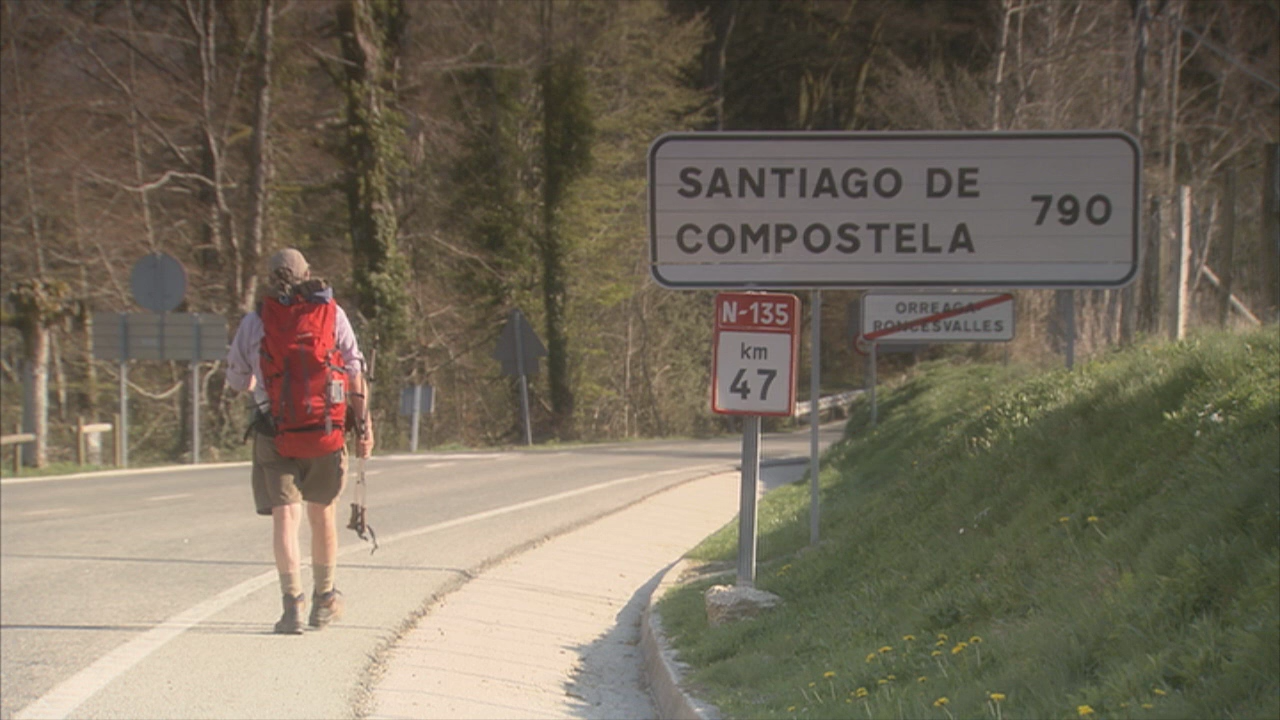 SANTIAGO DE
COMPOSTELA
790
N-135
km
47
ORREAGA
RONCESVALLES